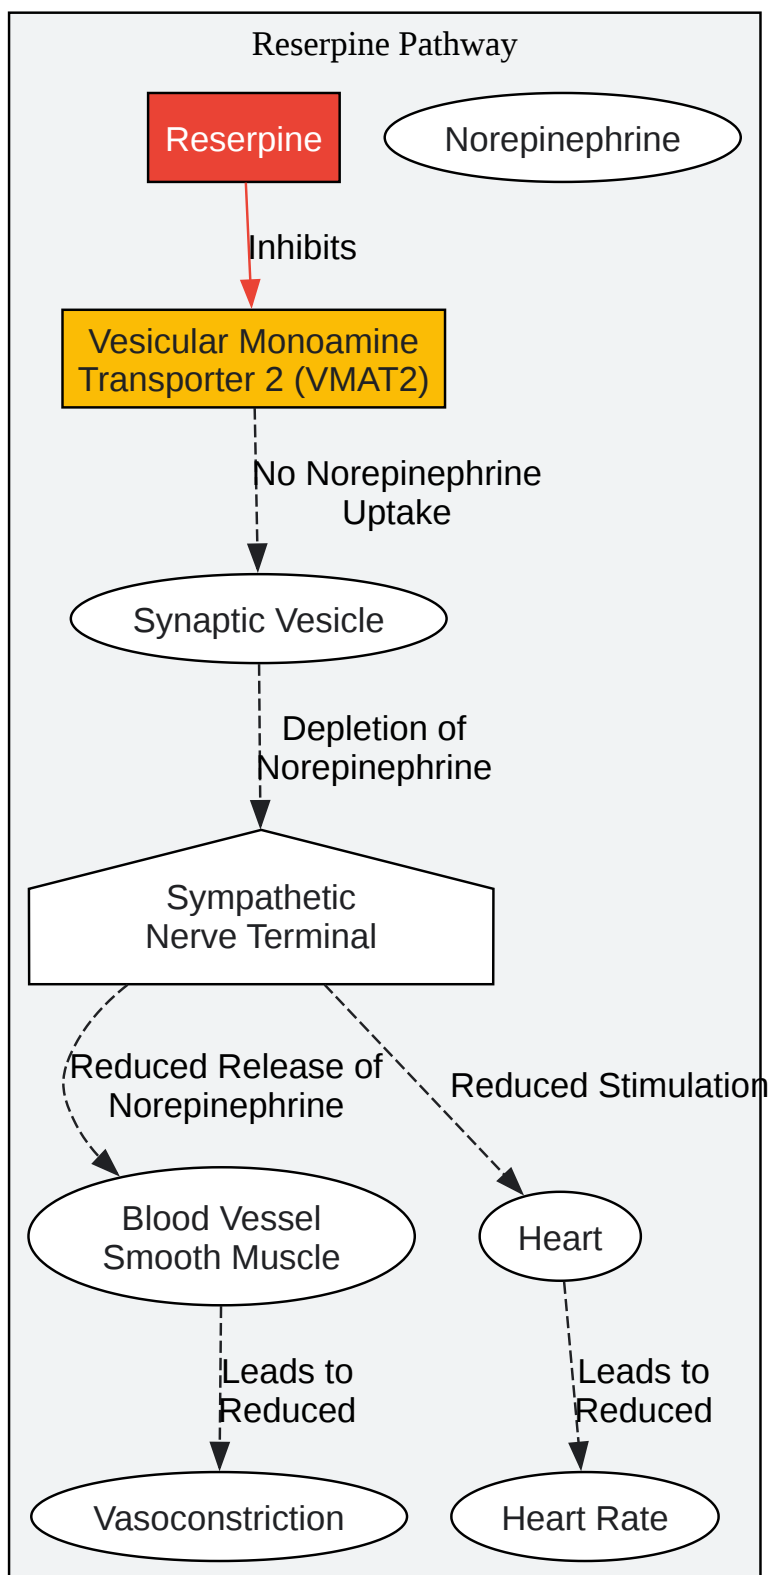 Reserpine Pathway
Reserpine
Norepinephrine
Inhibits
Vesicular Monoamine
Transporter 2 (VMAT2)
No Norepinephrine
Uptake
Synaptic Vesicle
Depletion of
Norepinephrine
Sympathetic
Nerve Terminal
Reduced Release of
Norepinephrine
Reduced Stimulation
Blood Vessel
Smooth Muscle
Heart
Leads to
Reduced
Leads to
Reduced
Vasoconstriction
Heart Rate